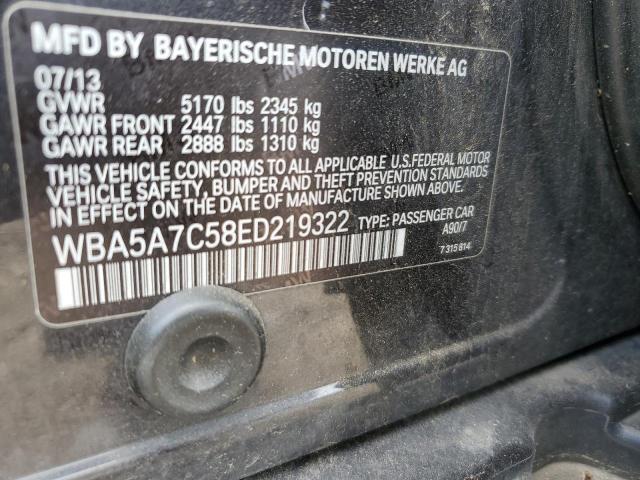 MFD BY BAYERISCHE MOTOREN WERKE AG
07/13
GVWR 5170 lbs 2345 kg
GAWR FRONT 2447 lbs 1110 kg
GAWR REAR 2888 lbs 1310 kg
THIS VEHICLE CONFORMS TO ALL APPLICABLE U.S.FEDERAL MOTOR
VEHICLE SAFETY, BUMPER AND THEFT PREVENTION STANDARDS
IN EFFECT ON THE DATE OF MANUFACTURE SHOWN ABOVE.
WBA5A7C58ED219322 TYPE: PASSENGER CAR
A90/7
7 315 814